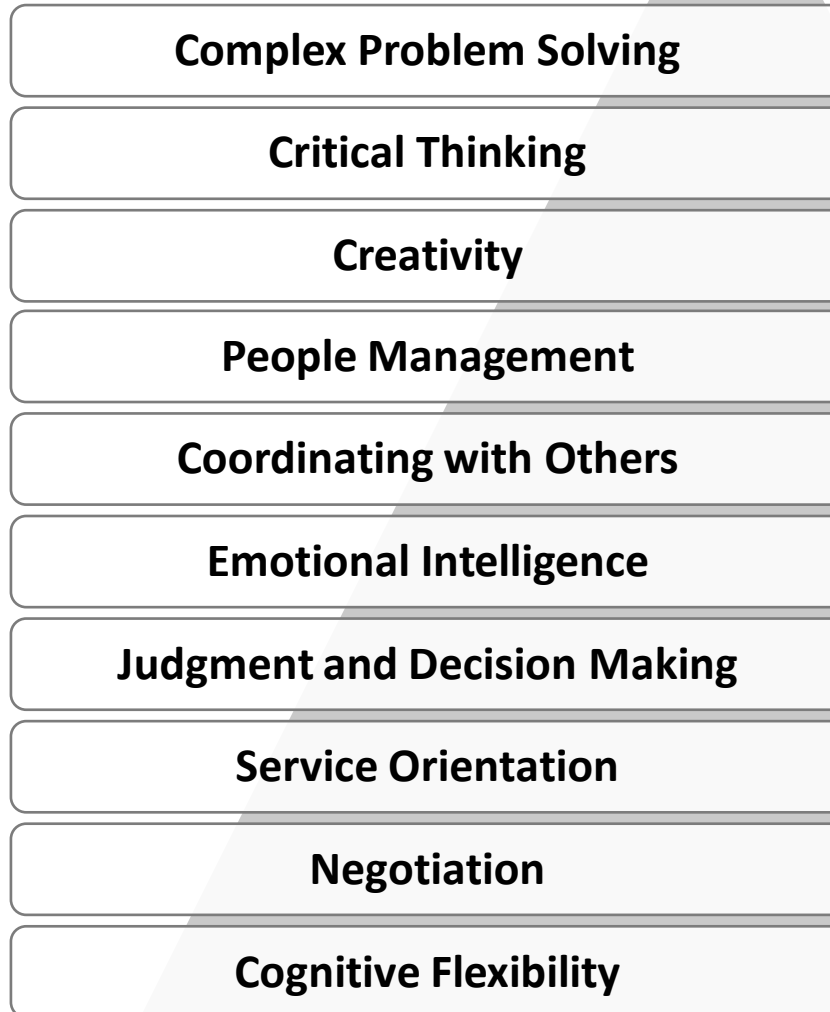 Complex Problem Solving
Critical Thinking
Creativity
People Management
Coordinating with Others
Emotional Intelligence
Judgment and Decision Making
Service Orientation
Negotiation
Cognitive Flexibility